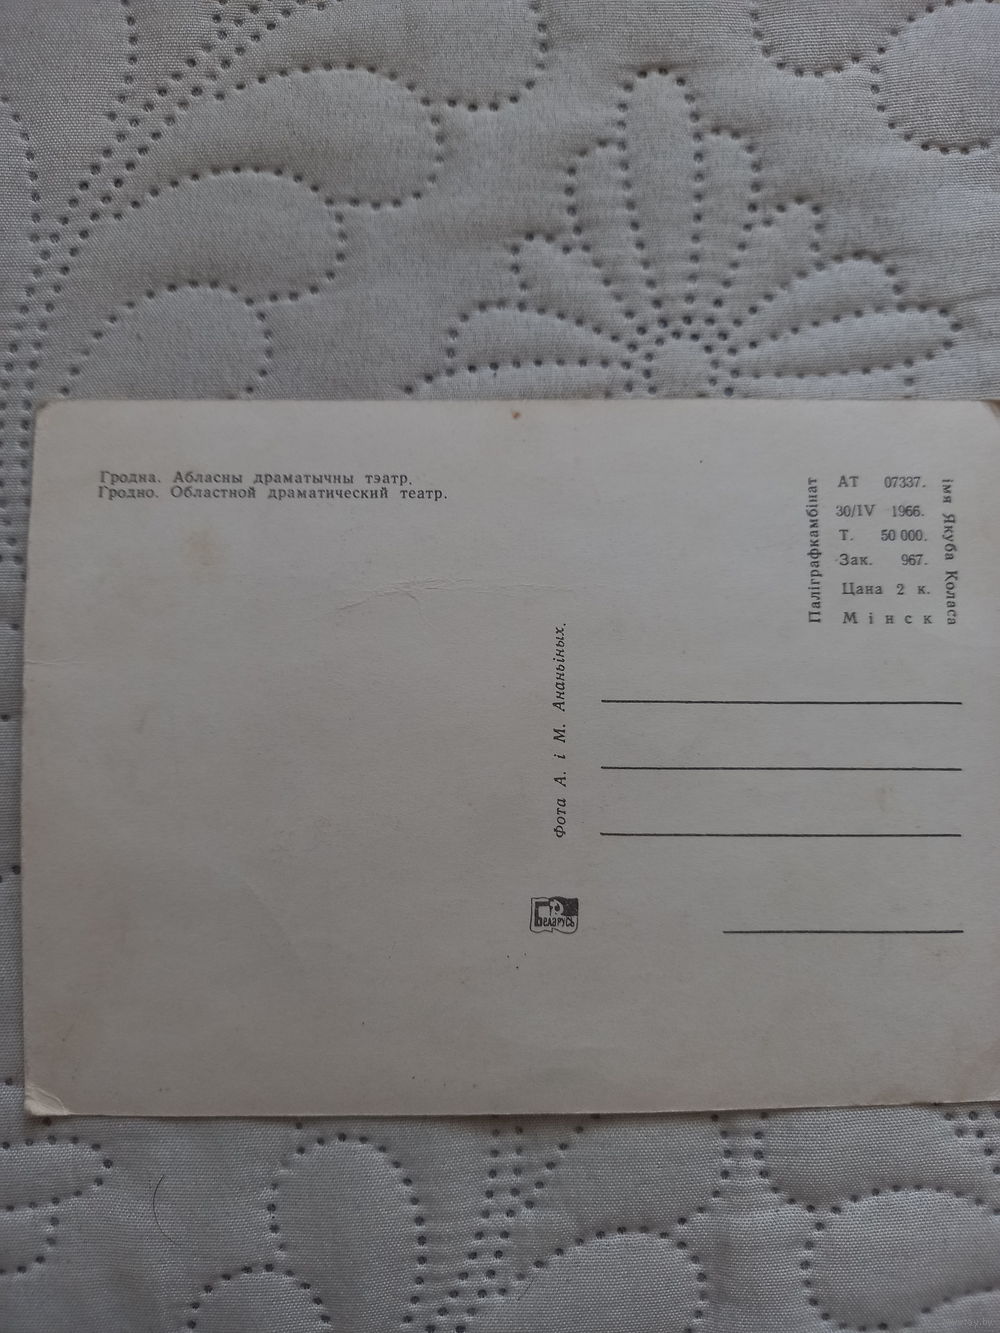 Гродна. Абласны драматычны тэатр.
Гродно. Областной драматический театр.
Паліграфкамбінат
АТ 07337.
30/IV 1966.
Т. 50 000.
Зак. 967.
Цана 2 к.
Мінск
імя Якуба Коласа
Фота А. і М. Ананьіных.
Беларусь